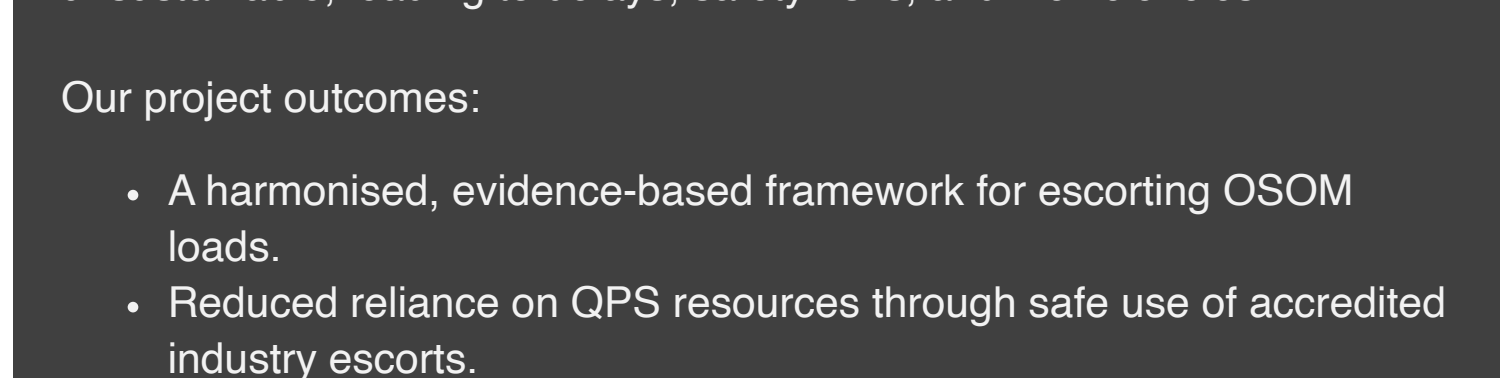 Our project outcomes:
• A harmonised, evidence-based framework for escorting OSOM
loads.
• Reduced reliance on QPS resources through safe use of accredited
industry escorts.